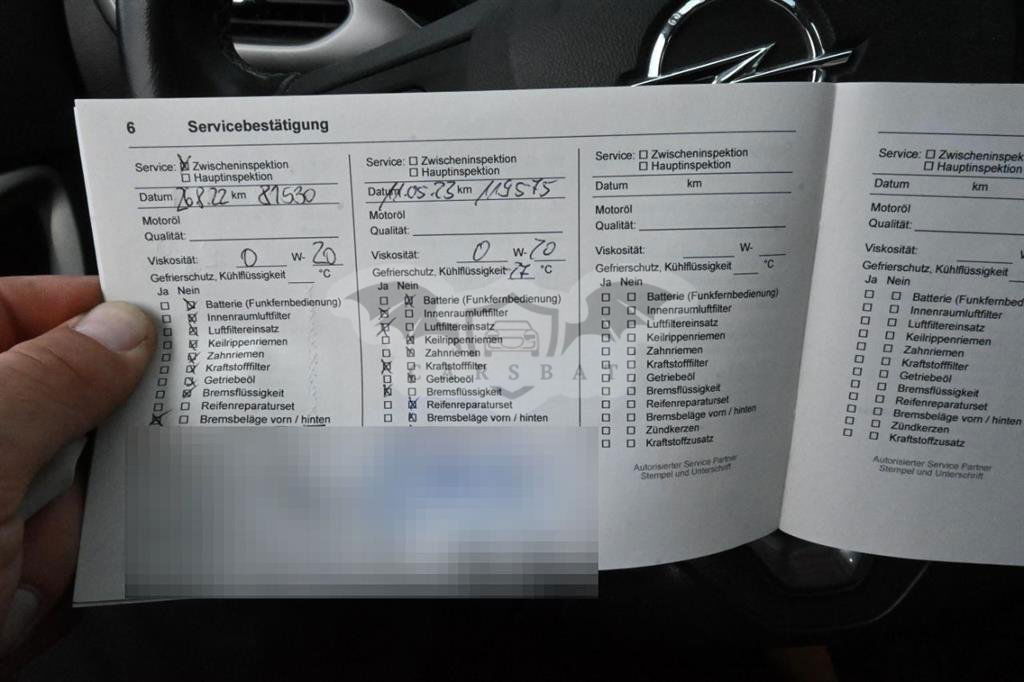 6 Servicebestätigung
Service: ☒ Zwischeninspektion
☐ Hauptinspektion
Datum 26.8.22 km 81530
Motoröl
Qualität:
Viskosität: 0 W- 20
Gefrierschutz, Kühlflüssigkeit °C
Ja Nein
Batterie (Funkfernbedienung)
Innenraumluftfilter
Luftfiltereinsatz
Keilrippenriemen
Zahnriemen
Kraftstofffilter
Getriebeöl
Bremsflüssigkeit
Reifenreparaturset
Bremsbeläge vorn / hinten
Service: ☐ Zwischeninspektion
☐ Hauptinspektion
Datum 11.05.23 km 119575
Motoröl
Qualität:
Viskosität: 0 W- 20
Gefrierschutz, Kühlflüssigkeit °C
Ja Nein
Batterie (Funkfernbedienung)
Innenraumluftfilter
Luftfiltereinsatz
Keilrippenriemen
Zahnriemen
Kraftstofffilter
Getriebeöl
Bremsflüssigkeit
Reifenreparaturset
Bremsbeläge vorn / hinten
Service: ☐ Zwischeninspektion
☐ Hauptinspektion
Datum km
Motoröl
Qualität:
Viskosität: W-
Gefrierschutz, Kühlflüssigkeit °C
Ja Nein
Batterie (Funkfernbedienung)
Innenraumluftfilter
Luftfiltereinsatz
Keilrippenriemen
Zahnriemen
Kraftstofffilter
Getriebeöl
Bremsflüssigkeit
Reifenreparaturset
Bremsbeläge vorn / hinten
Zündkerzen
Kraftstoffzusatz
Autorisierter Service Partner
Stempel und Unterschrift
Service: ☐ Zwischeninspektion
☐ Hauptinspektion
Datum km
Motoröl
Qualität:
Viskosität: W-
Gefrierschutz, Kühlflüssigkeit
Ja Nein
Batterie (Funkfernbed
Innenraumluftfilter
Luftfiltereinsatz
Keilrippenriemen
Zahnriemen
Kraftstofffilter
Getriebeöl
Bremsflüssigkeit
Reifenreparaturset
Bremsbeläge vorn / hinten
Zündkerzen
Kraftstoffzusatz
Autorisierter Service Partner
Stempel und Unterschrift
CARSBAT